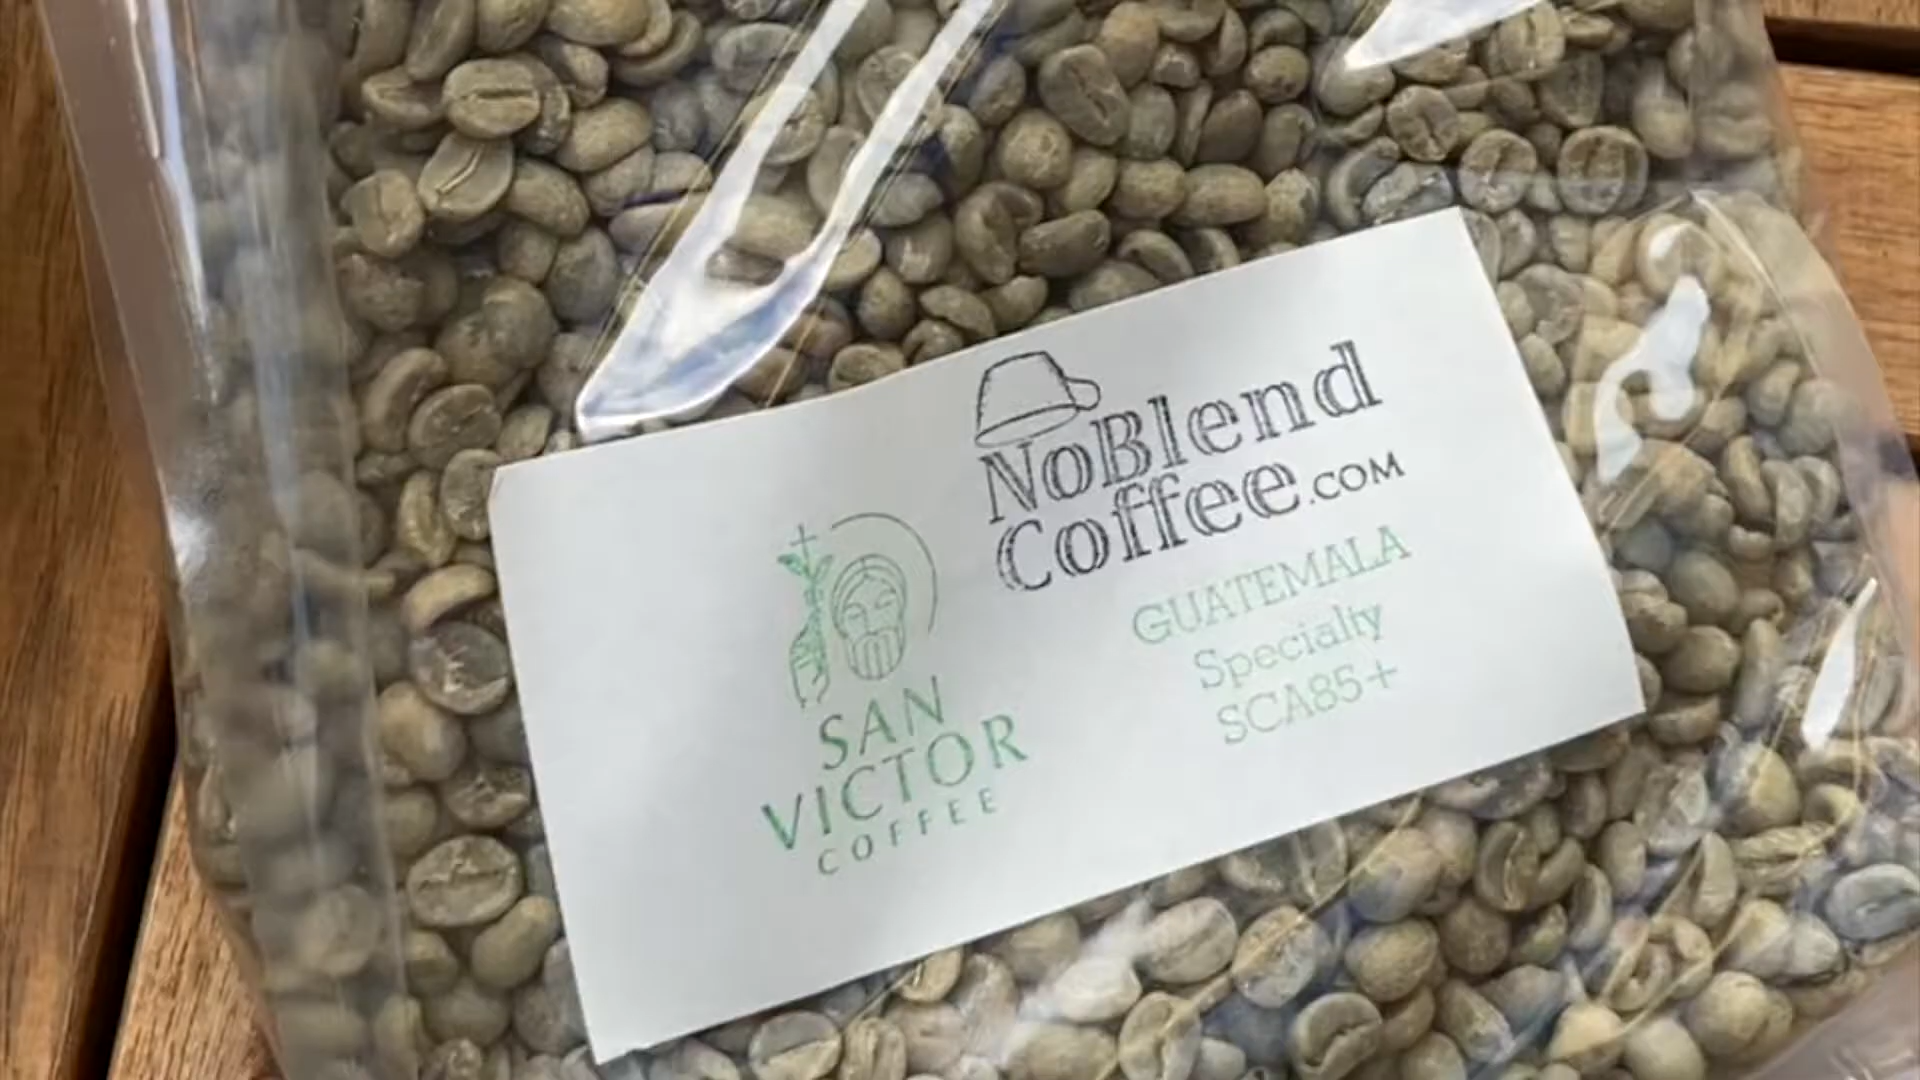 NoBlend
Coffee.COM
GUATEMALA
Specialty
SCA85+
SAN
VICTOR
COFFEE